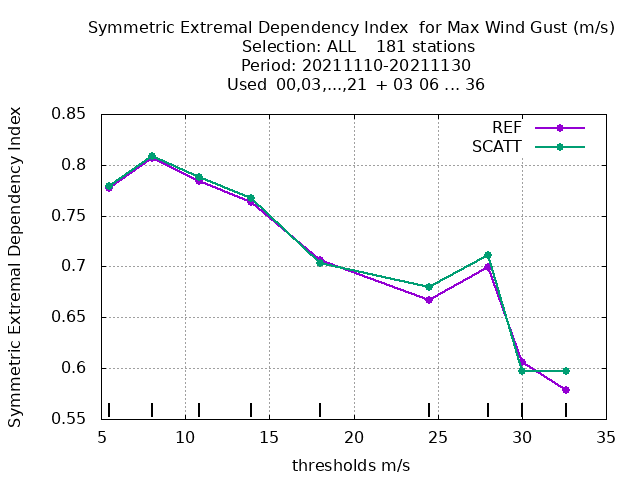 Symmetric Extremal Dependency Index  for Max Wind Gust (m/s)
Selection: ALL    181 stations
Period: 20211110-20211130
Used  00,03,...,21  + 03 06 ... 36
Symmetric Extremal Dependency Index
0.85
0.8
0.75
0.7
0.65
0.6
0.55
REF
SCATT
5 10 15 20 25 30 35
thresholds m/s